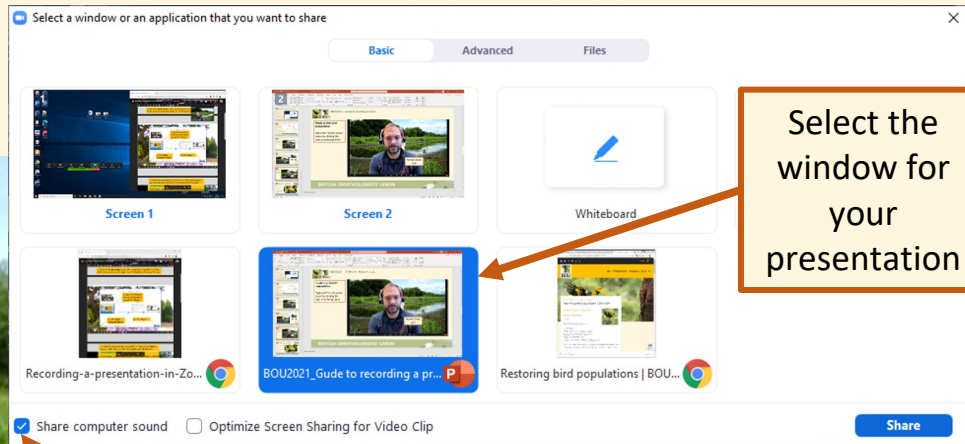 Select a window or an application that you want to share
Basic
Advanced
Files
2
Screen 1
Screen 2
Whiteboard
Recording-a-presentation-in-Zo...
BOU2021_Gude to recording a pr...
P
Restoring bird populations | BOU...
Share computer sound
Optimize Screen Sharing for Video Clip
Share
Select the
window for
your
presentation